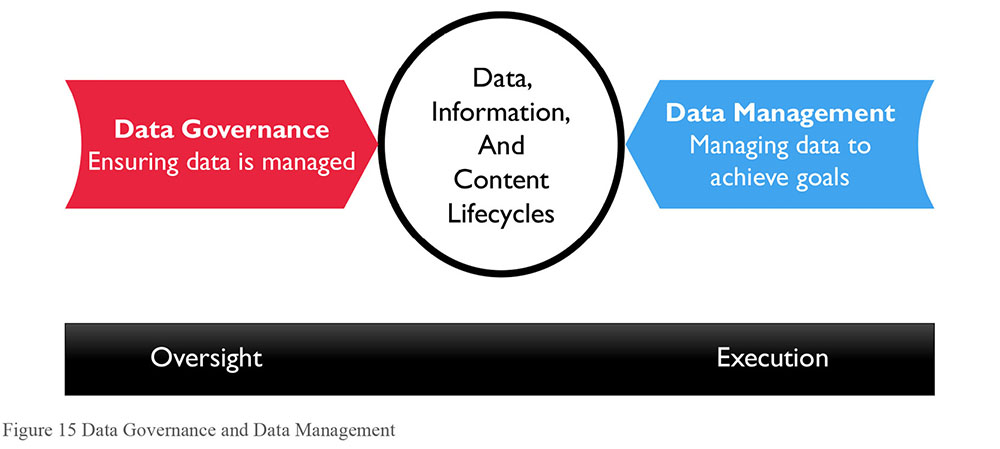 Data Governance
Ensuring data is managed
Data,
Information,
And
Content
Lifecycles
Data Management
Managing data to
achieve goals
Oversight
Execution
Figure 15 Data Governance and Data Management